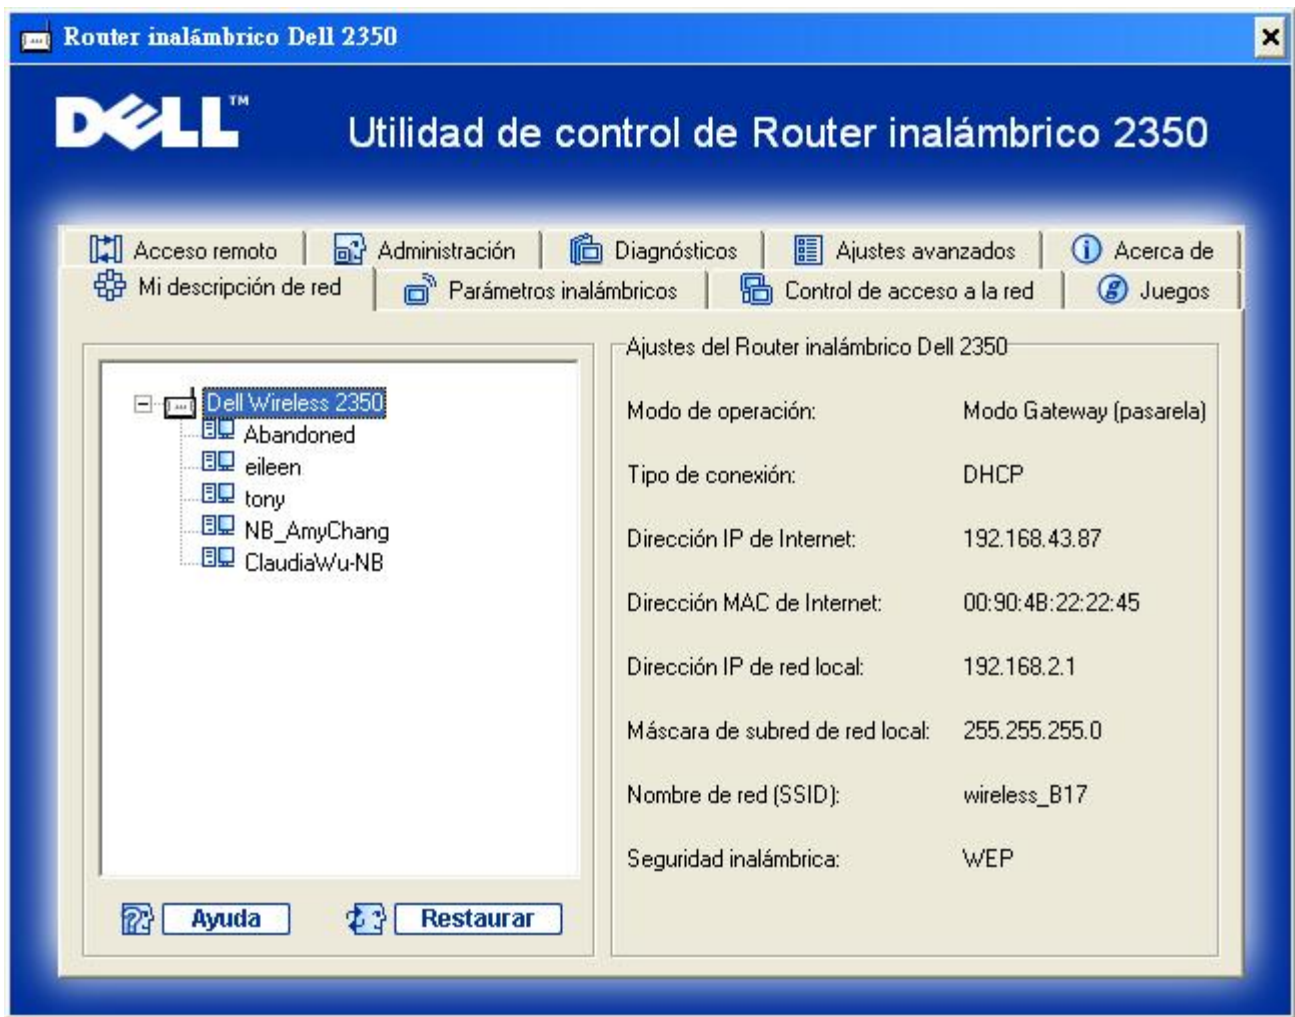 Router inalámbrico Dell 2350
DELL™
Utilidad de control de Router inalámbrico 2350
Acceso remoto
Administración
Diagnósticos
Ajustes avanzados
Acerca de
Mi descripción de red
Parámetros inalámbricos
Control de acceso a la red
Juegos
Dell Wireless 2350
Abandoned
eileen
tony
NB_AmyChang
ClaudiaWu-NB
Ayuda
Restaurar
Ajustes del Router inalámbrico Dell 2350
Modo de operación: Modo Gateway (pasarela)
Tipo de conexión: DHCP
Dirección IP de Internet: 192.168.43.87
Dirección MAC de Internet: 00:90:4B:22:22:45
Dirección IP de red local: 192.168.2.1
Máscara de subred de red local: 255.255.255.0
Nombre de red (SSID): wireless_B17
Seguridad inalámbrica: WEP